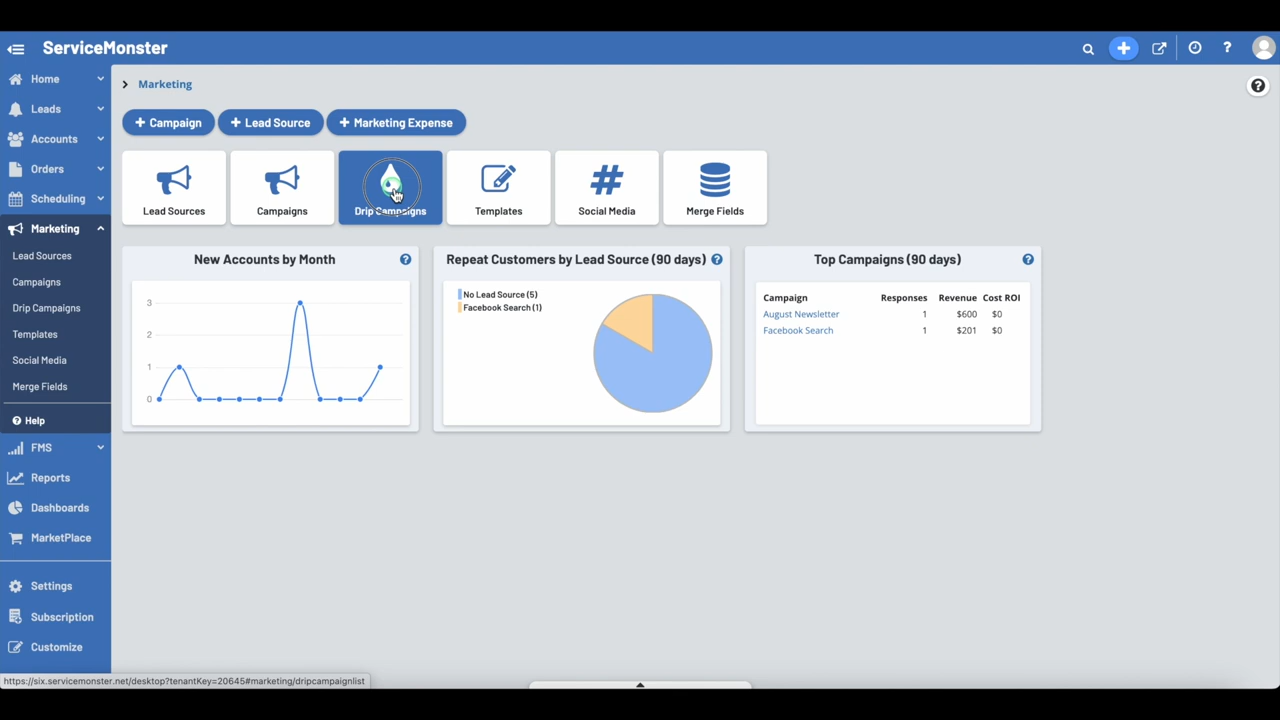 ServiceMonster
Home
Leads
Accounts
Orders
Scheduling
Marketing
Lead Sources
Campaigns
Drip Campaigns
Templates
Social Media
Merge Fields
? Help
FMS
Reports
Dashboards
MarketPlace
Settings
Subscription
Customize
?
> Marketing
?
+ Campaign
+ Lead Source
+ Marketing Expense
Lead Sources
Campaigns
Drip Campaigns
Templates
# Social Media
Merge Fields
New Accounts by Month ?
3
2
1
0
Repeat Customers by Lead Source (90 days) ?
No Lead Source (5)
Facebook Search (1)
Top Campaigns (90 days) ?
Campaign Responses Revenue Cost ROI
August Newsletter 1 $600 $0
Facebook Search 1 $201 $0
https://six.servicemonster.net/desktop?tenantKey=20645#marketing/dripcampaignlist